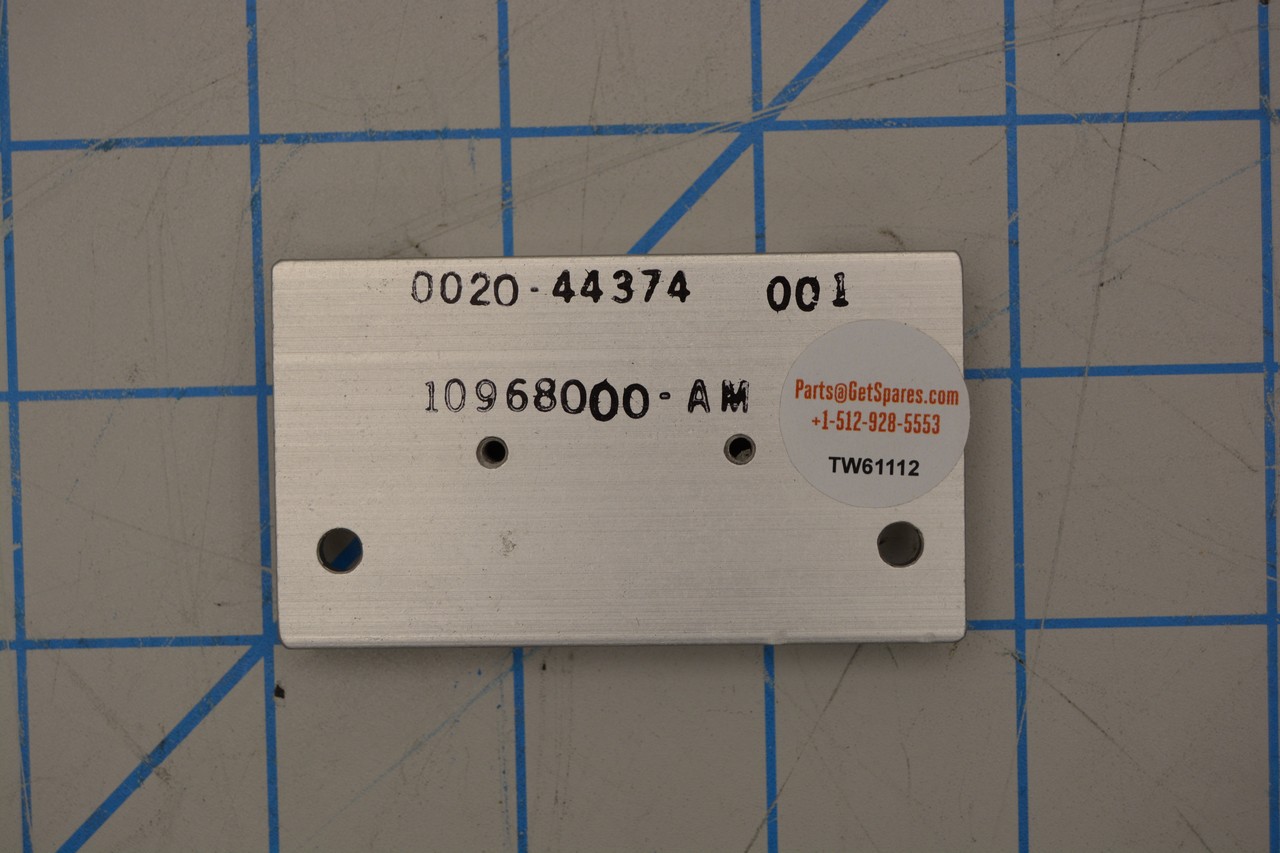 0020-44374 001
10968000-AM
Parts@GetSpares.com
+1-512-928-5553
TW61112